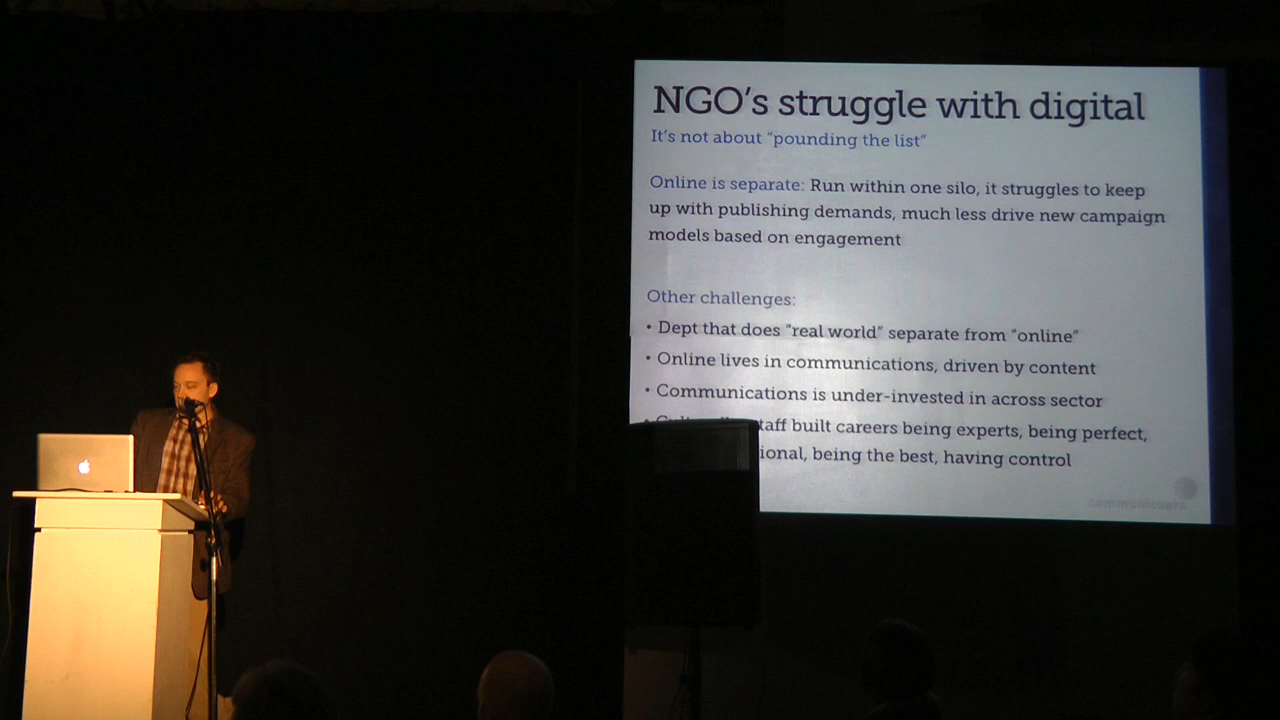 NGO's struggle with digital
It's not about "pounding the list"
Online is separate: Run within one silo, it struggles to keep
up with publishing demands, much less drive new campaign
models based on engagement
Other challenges:
• Dept that does "real world" separate from "online"
• Online lives in communications, driven by content
• Communications is under-invested in across sector
built careers being experts, being perfect,
being the best, having control
communicopia